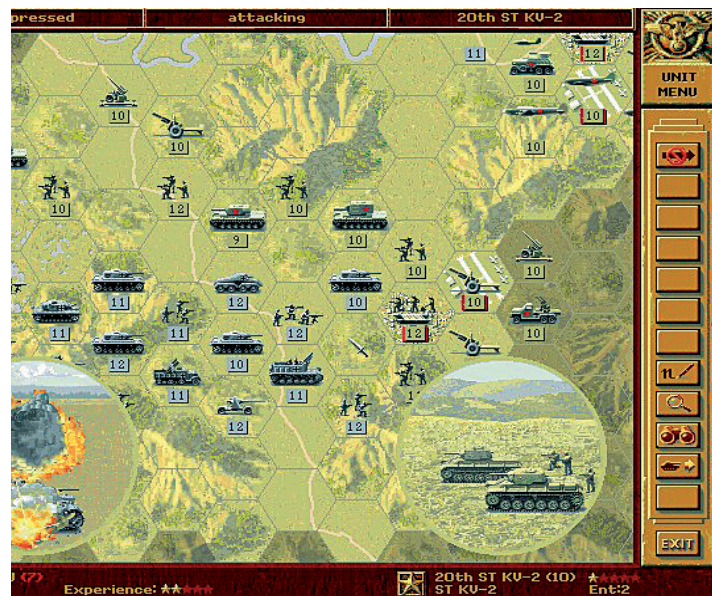 pressed attacking 20th ST KV-2
UNIT
MENU
11 12
10
10 10
10
10
10 12 10
9 10
10
10
11 12 10 10
12 10
11 11 12
12 10
11 11
12 12
n
EXIT
(7) 20th ST KV-2 (10)
Experience: ST KV-2 Ent:2